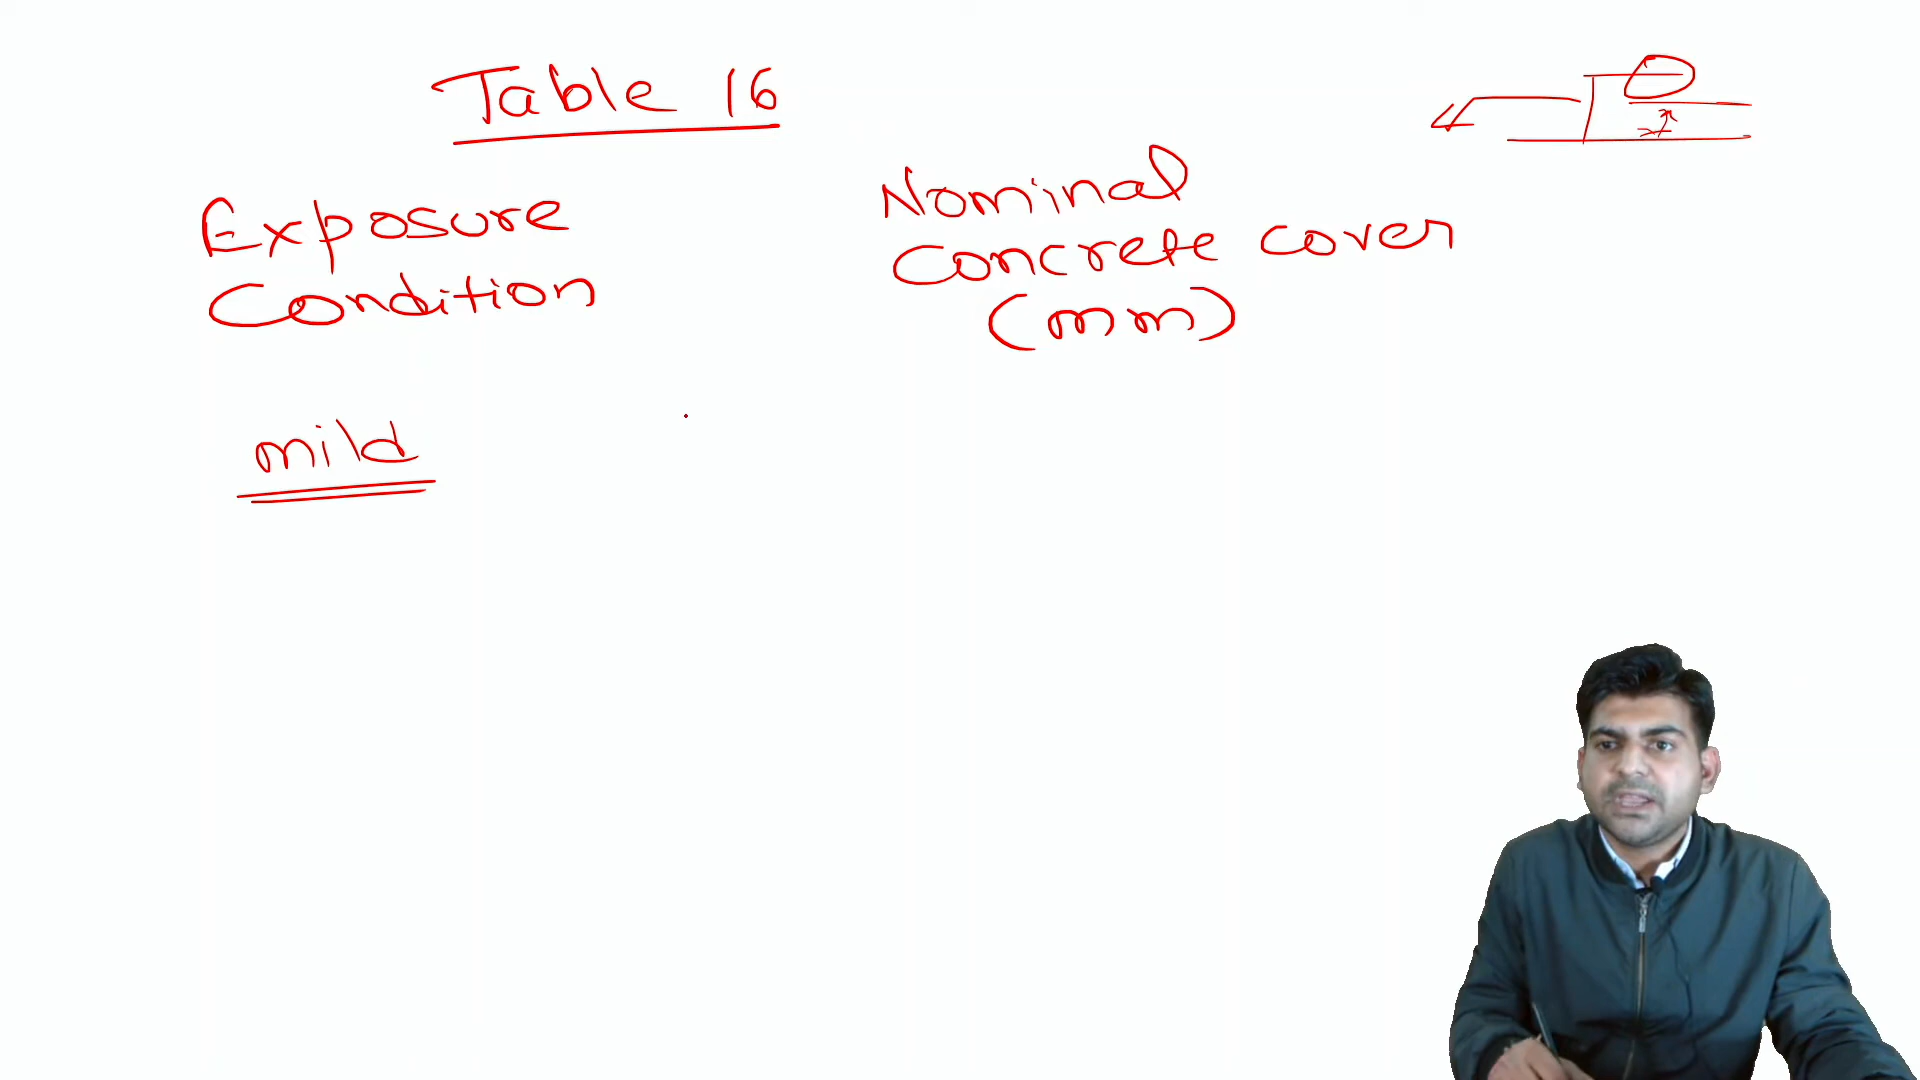 Table 16
Exposure
Condition
Nominal
Concrete cover
(mm)
mild